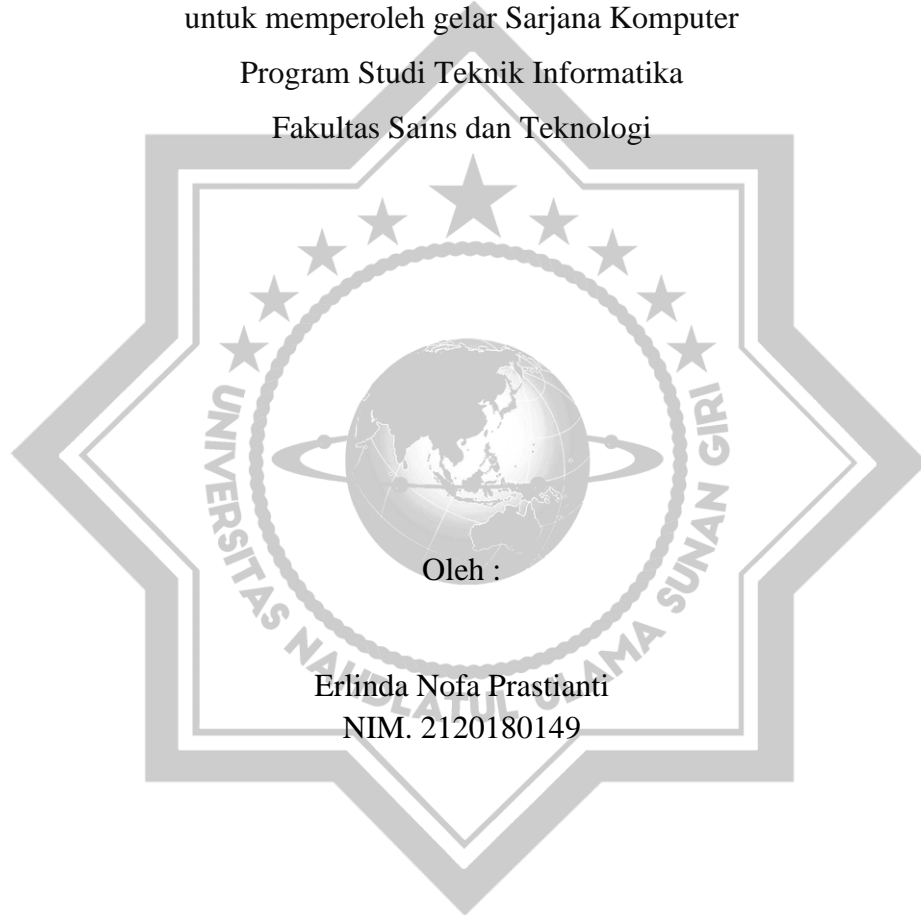 untuk memperoleh gelar Sarjana Komputer
Program Studi Teknik Informatika
Fakultas Sains dan Teknologi
UNIVERSITAS NAHDLATUL ULAMA SUNAN GIRI
Oleh :
Erlinda Nofa Prastianti
NIM. 2120180149